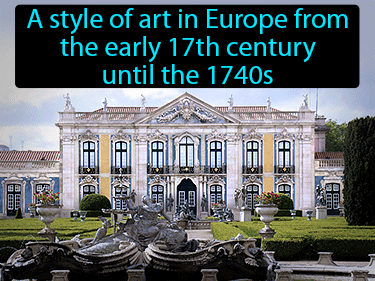 A style of art in Europe from
the early 17th century
until the 1740s